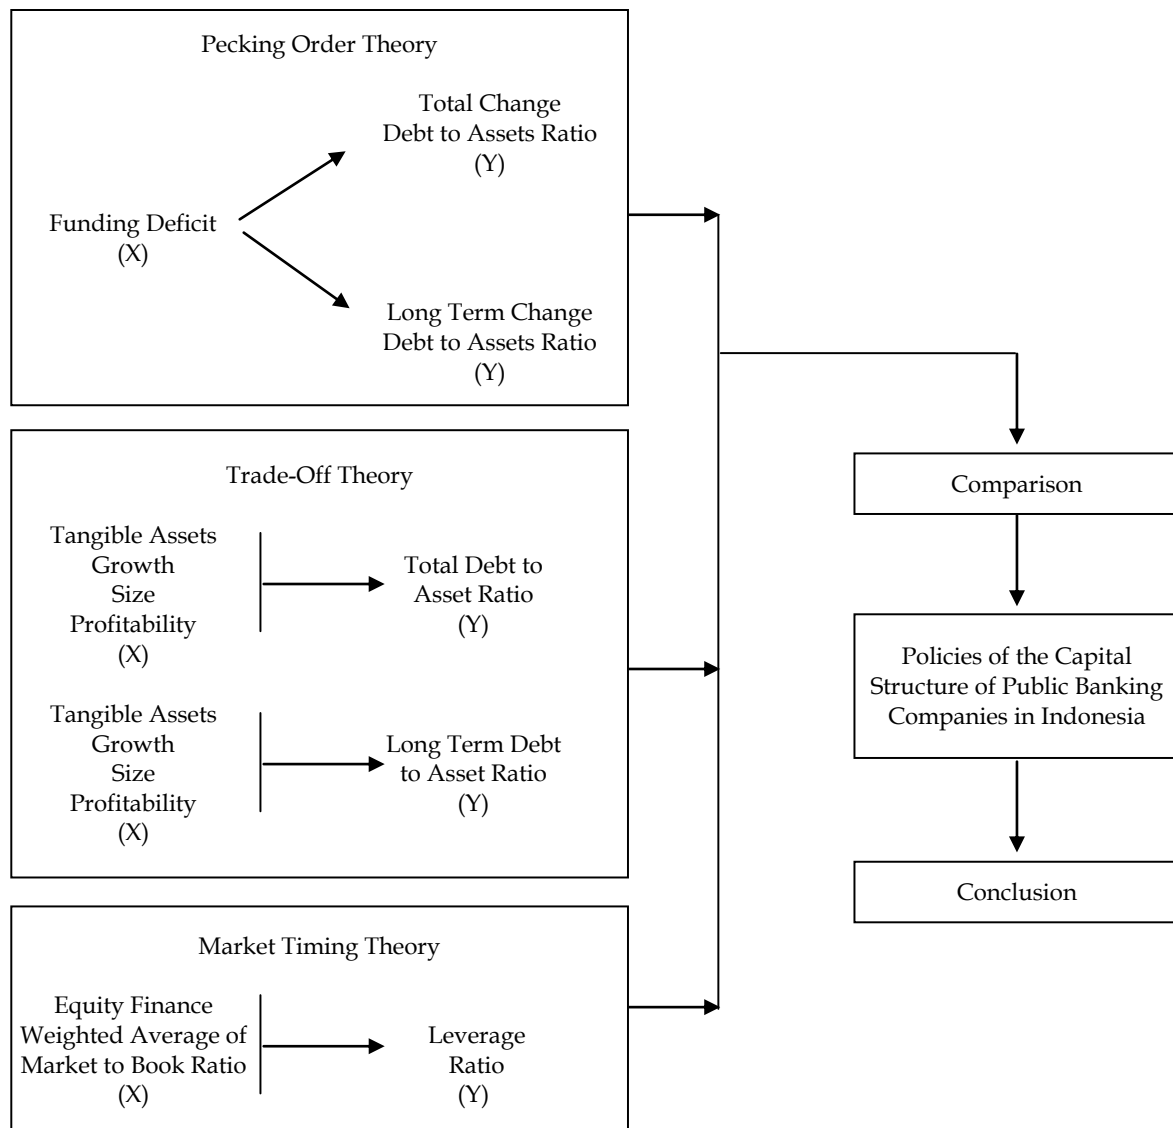 Pecking Order Theory
Total Change
Debt to Assets Ratio
(Y)
Funding Deficit
(X)
Long Term Change
Debt to Assets Ratio
(Y)
Trade-Off Theory
Tangible Assets
Growth
Size
Profitability
(X)
Total Debt to
Asset Ratio
(Y)
Tangible Assets
Growth
Size
Profitability
(X)
Long Term Debt
to Asset Ratio
(Y)
Market Timing Theory
Equity Finance
Weighted Average of
Market to Book Ratio
(X)
Leverage
Ratio
(Y)
Comparison
Policies of the Capital
Structure of Public Banking
Companies in Indonesia
Conclusion